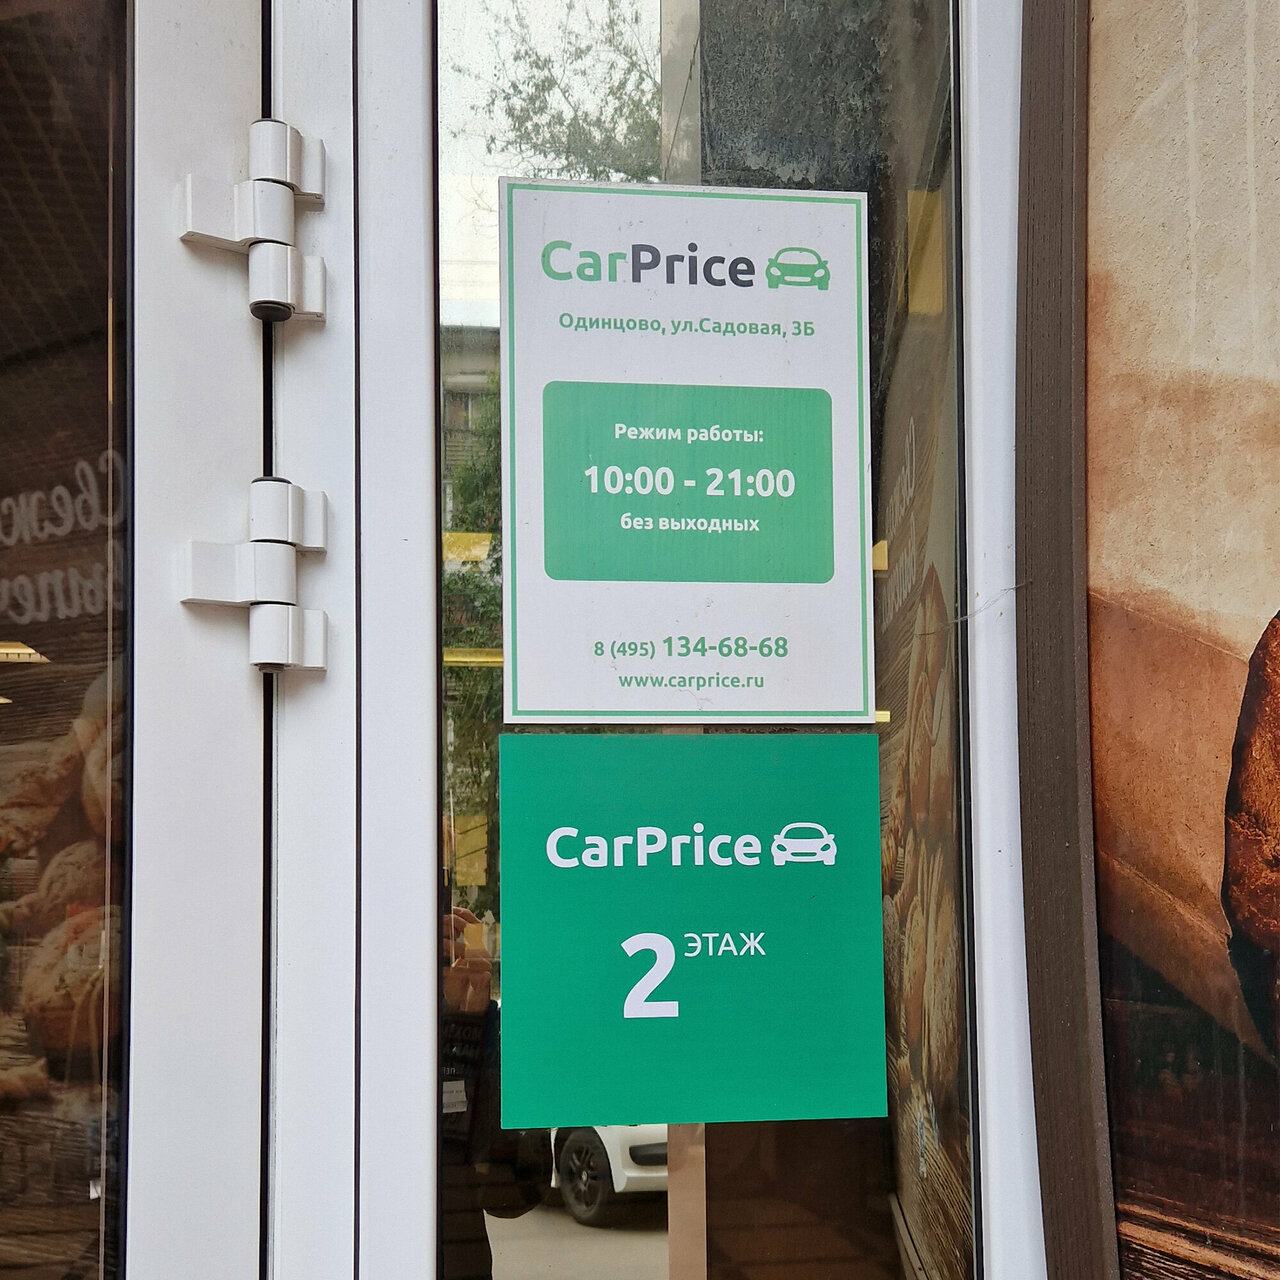 CarPrice
Одинцово, ул.Садовая, 3Б
Режим работы:
10:00 - 21:00
без выходных
8 (495) 134-68-68
www.carprice.ru
CarPrice
2 ЭТАЖ